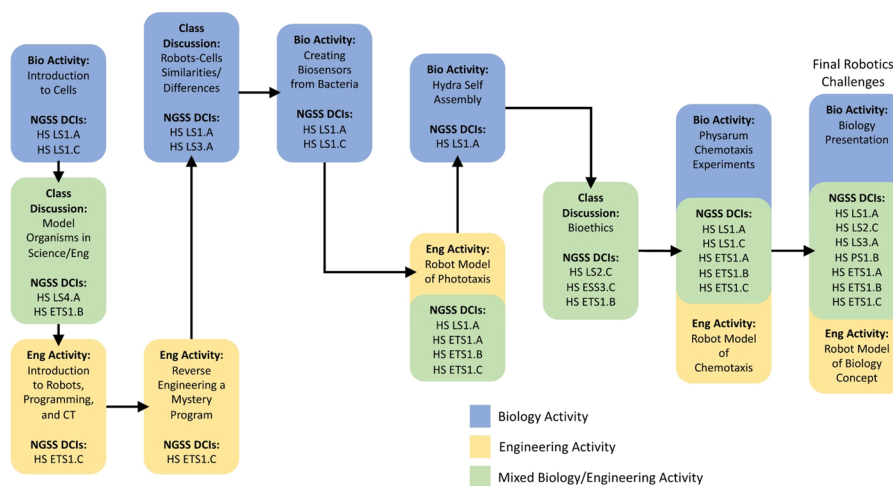 Bio Activity:
Introduction
to Cells
NGSS DCIs:
HS LS1.A
HS LS1.C
Class
Discussion:
Model
Organisms in
Science/Eng
NGSS DCIs:
HS LS4.A
HS ETS1.B
Eng Activity:
Introduction
to Robots,
Programming,
and CT
NGSS DCIs:
HS ETS1.C
Eng Activity:
Reverse
Engineering a
Mystery
Program
NGSS DCIs:
HS ETS1.C
Class
Discussion:
Robots-Cells
Similarities/
Differences
NGSS DCIs:
HS LS1.A
HS LS3.A
Bio Activity:
Creating
Biosensors
from Bacteria
NGSS DCIs:
HS LS1.A
HS LS1.C
Eng Activity:
Robot Model
of Phototaxis
NGSS DCIs:
HS LS1.A
HS ETS1.A
HS ETS1.B
HS ETS1.C
Bio Activity:
Hydra Self
Assembly
NGSS DCIs:
HS LS1.A
Class
Discussion:
Bioethics
NGSS DCIs:
HS LS2.C
HS ESS3.C
HS ETS1.B
Bio Activity:
Physarum
Chemotaxis
Experiments
NGSS DCIs:
HS LS1.A
HS LS1.C
HS ETS1.A
HS ETS1.B
HS ETS1.C
Eng Activity:
Robot Model
of
Chemotaxis
Final Robotics
Challenges
Bio Activity:
Biology
Presentation
NGSS DCIs:
HS LS1.A
HS LS2.C
HS LS3.A
HS PS1.B
HS ETS1.A
HS ETS1.B
HS ETS1.C
Eng Activity:
Robot Model
of Biology
Concept
Biology Activity
Engineering Activity
Mixed Biology/Engineering Activity